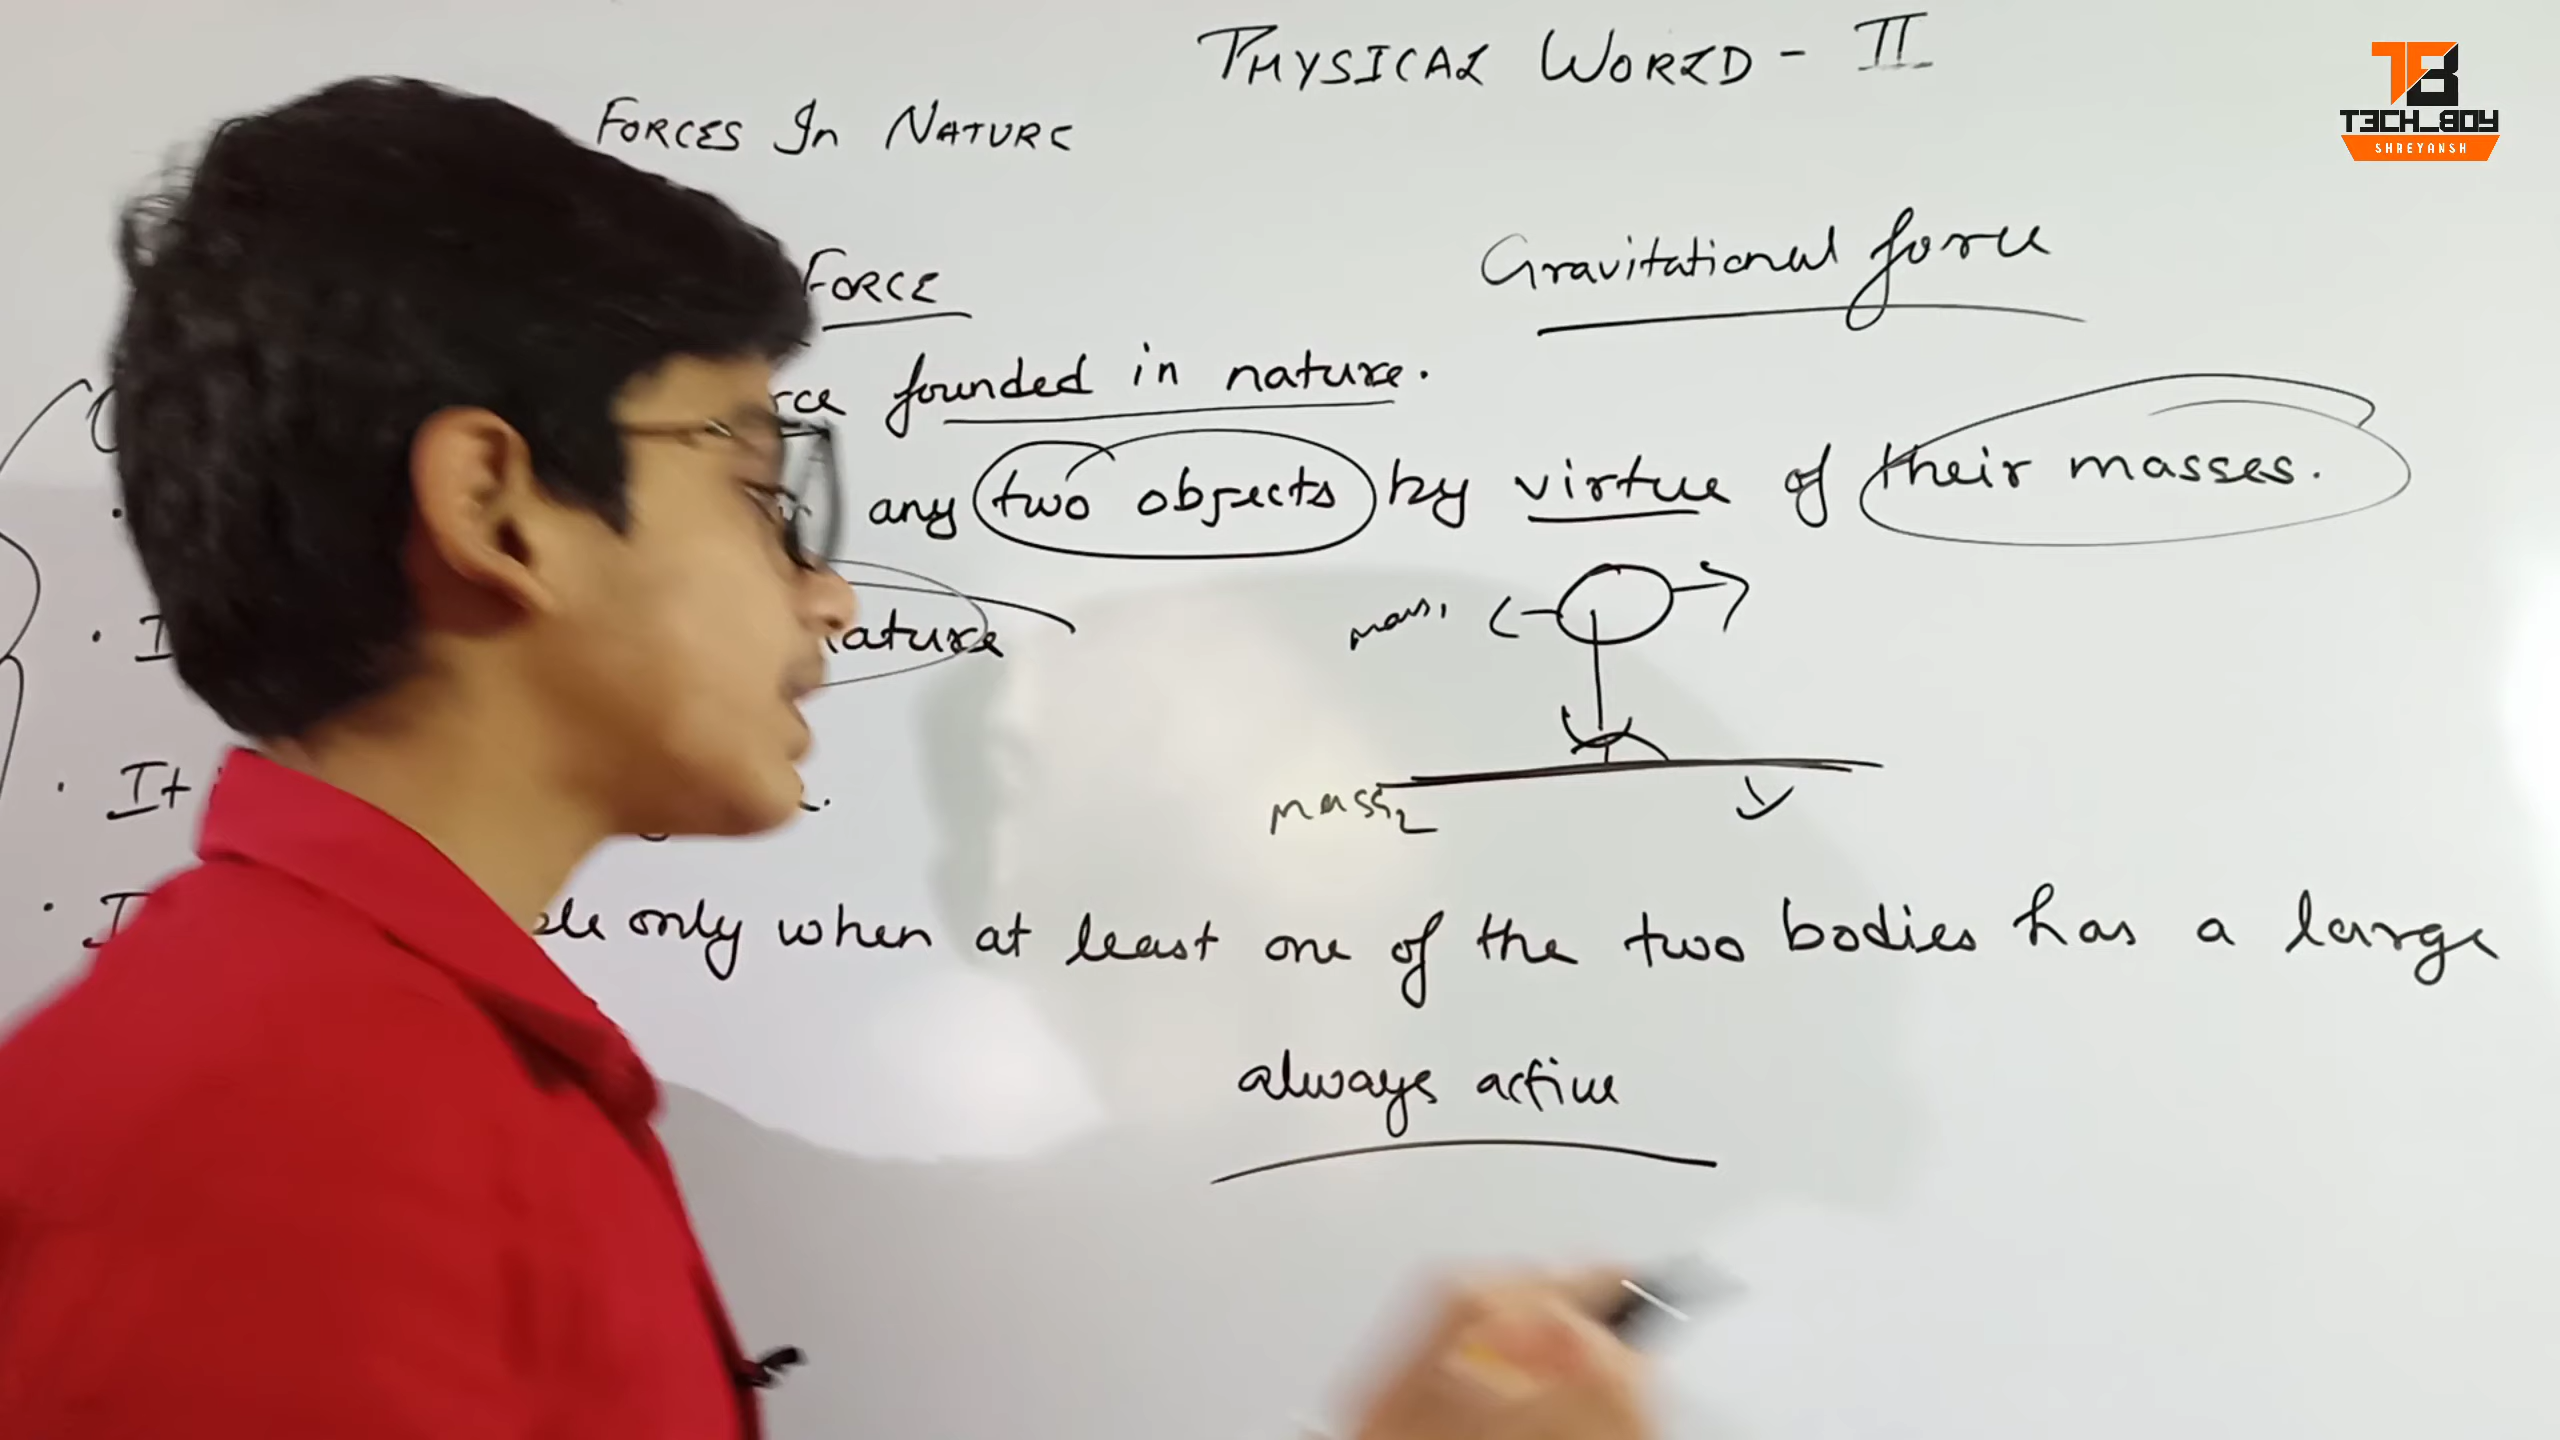 PHYSICAL WORLD - II
T3CH_BOY
SHREYANSH
FORCES In NATURE
Gravitational force
FORCE
founded in nature.
any two objects by virtue of their masses.
mass1
nature
It
mass2
only when at least one of the two bodies has a large
always active